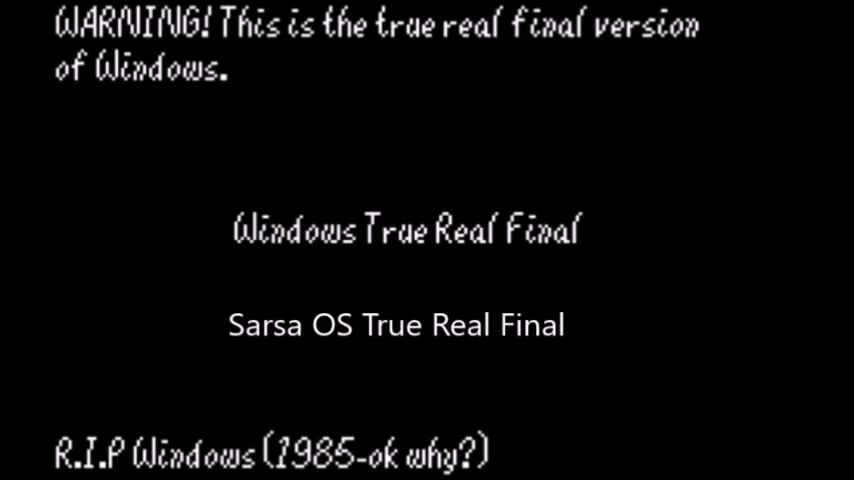 WARNING! This is the true real final version
of Windows.
Windows True Real Final
Sarsa OS True Real Final
R.I.P Windows (1985-ok why?)